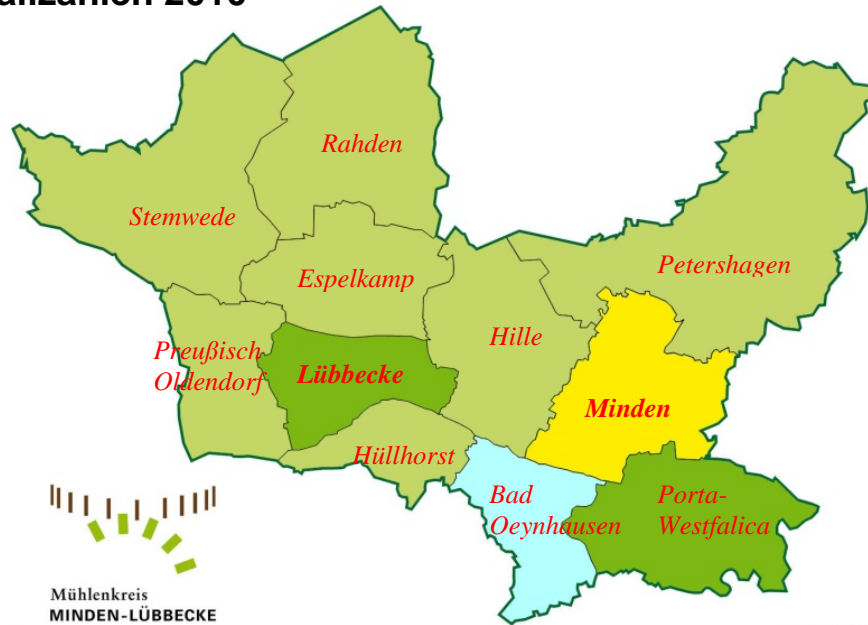 Rahden
Stemwede
Espelkamp
Petershagen
Hille
Preußisch
Oldendorf
Lübbecke
Minden
Hüllhorst
Bad
Oeynhausen
Porta-
Westfalica
Mühlenkreis
MINDEN-LÜBBECKE